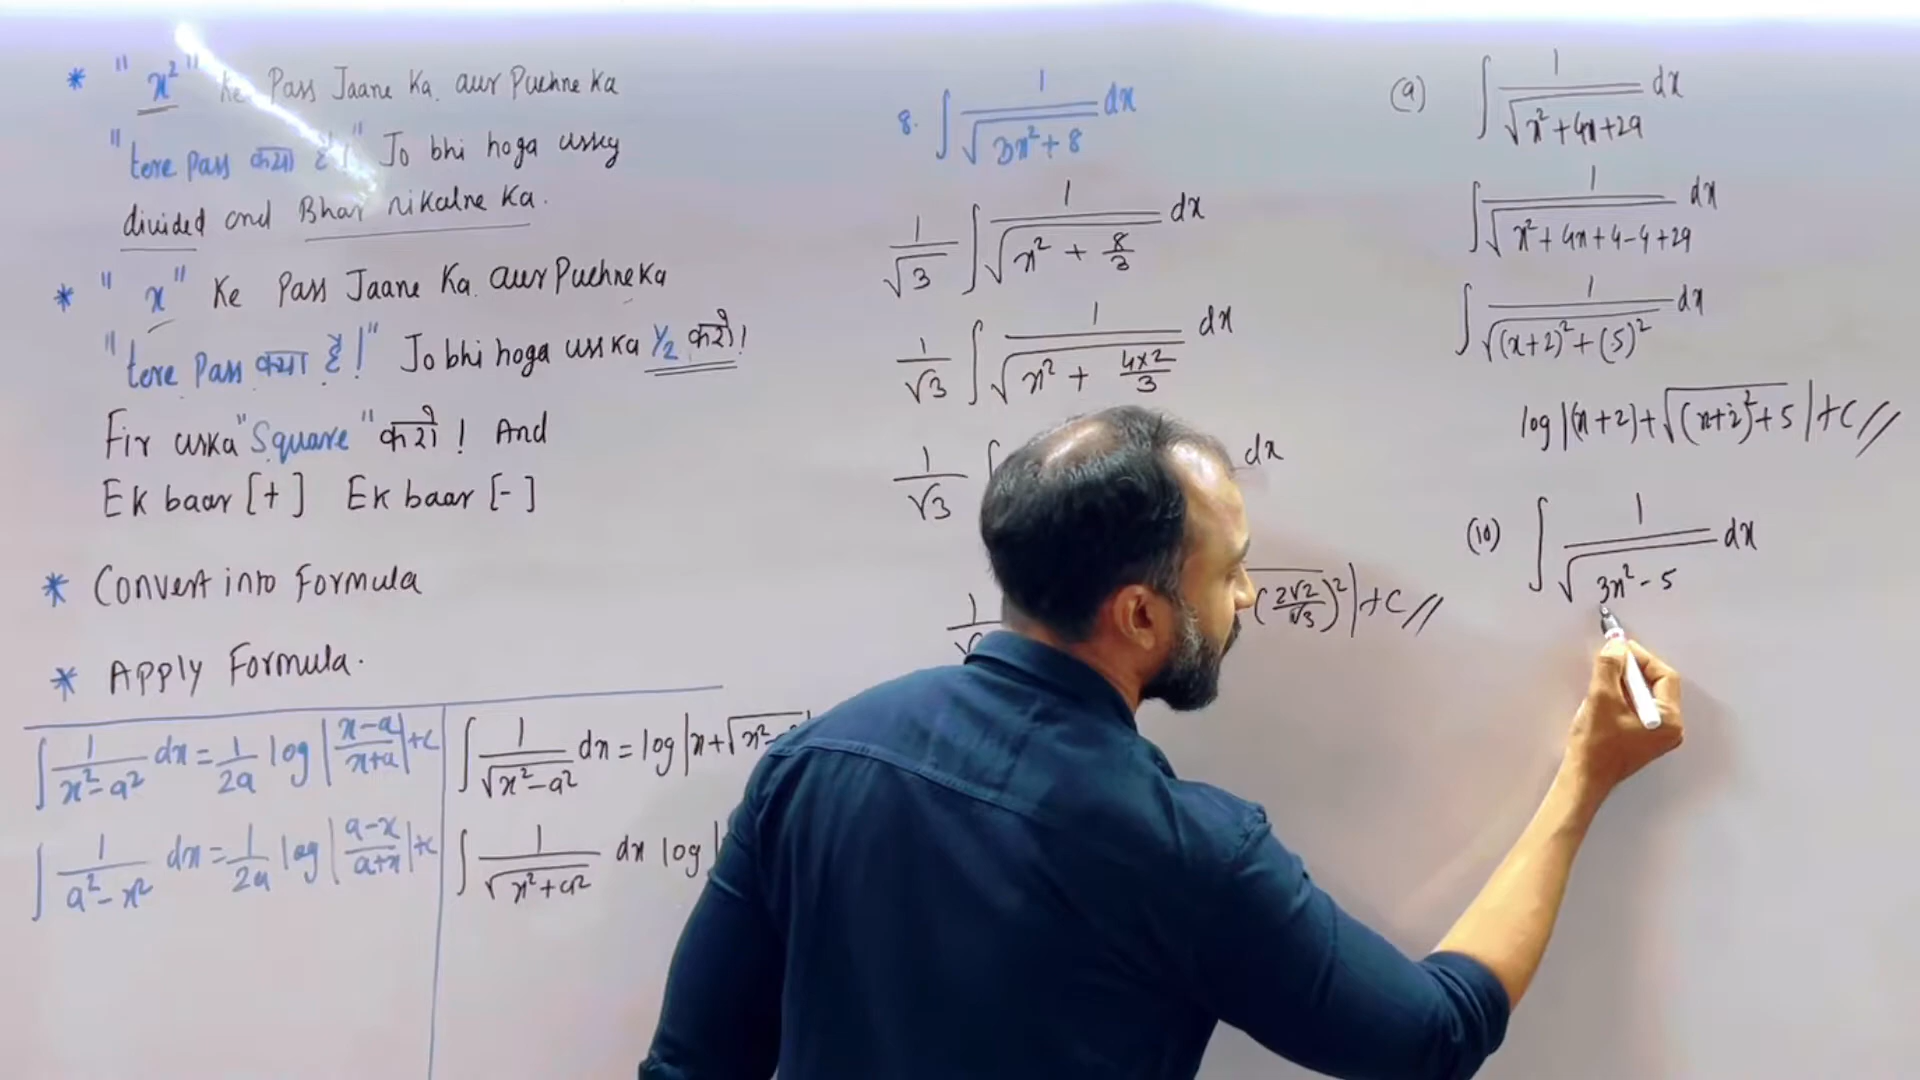 * "x²" ke Pass Jaane Ka. aur Puchne Ka
"tere Pass क्या है!" Jo bhi hoga ussey
divided and Bhar nikalne Ka.
* "x" Ke Pass Jaane Ka. aur Puchne Ka
"tere Pass क्या है!" Jo bhi hoga uss Ka 1/2 करो!
Fir uska "Square" करो! And
Ek baar [+] Ek baar [-]
* Convert into Formula
* Apply Formula.
∫ 1/(x²-a²) dx = 1/2a log |(x-a)/(x+a)| + c
∫ 1/(a²-x²) dx = 1/2a log |(a-x)/(a+x)| + c
∫ 1/√(x²-a²) dx = log |x+√x²-
∫ 1/√(x²+a²) dx log |
8. ∫ 1/√(3x²+8) dx
1/√3 ∫ 1/√(x² + 8/3) dx
1/√3 ∫ 1/√(x² + (4×2)/3) dx
1/√3 ∫ dx
1/√ (2√2/√3)²| + C //
(9) ∫ 1/√(x²+4x+29) dx
∫ 1/√(x²+4x+4-4+29) dx
∫ 1/√((x+2)²+(5)²) dx
log |(x+2)+√(x+2)²+5| + C //
(10) ∫ 1/√(3x²-5) dx